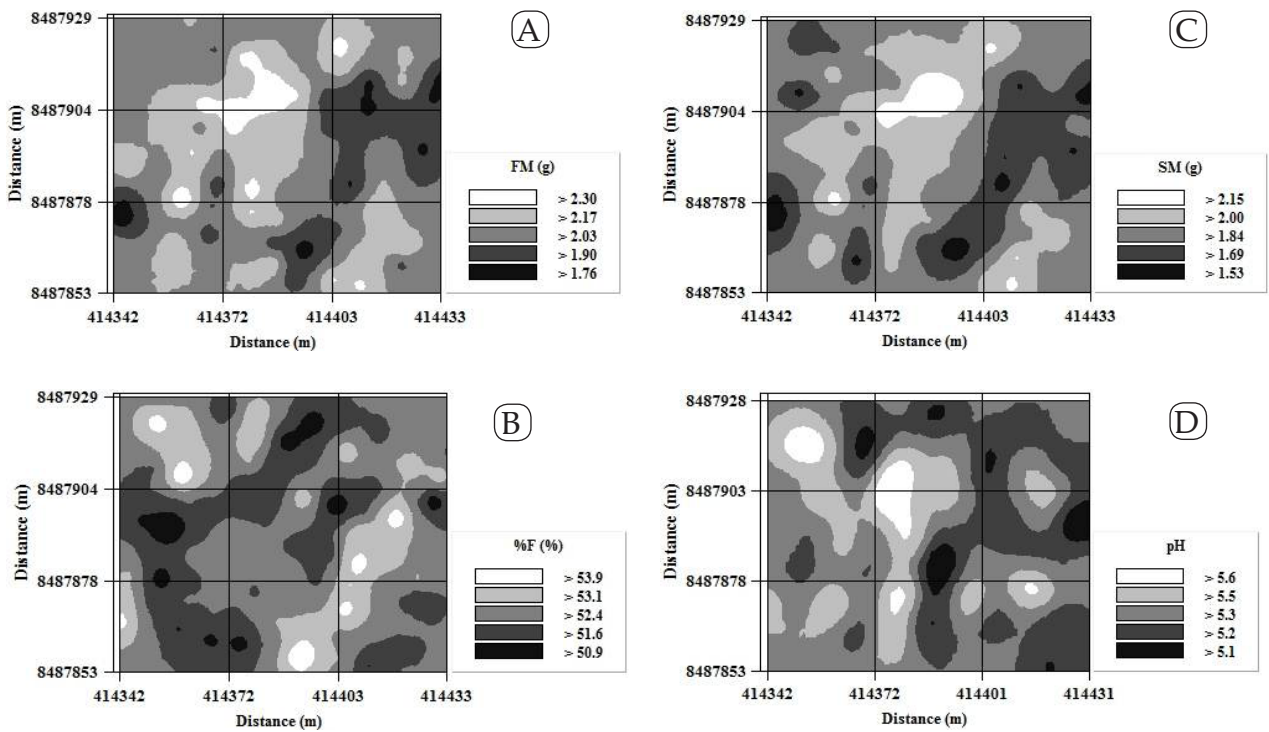 A
8487929
8487904
8487878
8487853
Distance (m)
414342 414372 414403 414433
Distance (m)
FM (g)
> 2.30
> 2.17
> 2.03
> 1.90
> 1.76
C
8487929
8487904
8487878
8487853
Distance (m)
414342 414372 414403 414433
Distance (m)
SM (g)
> 2.15
> 2.00
> 1.84
> 1.69
> 1.53
B
8487929
8487904
8487878
8487853
Distance (m)
414342 414372 414403 414433
Distance (m)
%F (%)
> 53.9
> 53.1
> 52.4
> 51.6
> 50.9
D
8487928
8487903
8487878
8487853
Distance (m)
414342 414372 414401 414431
Distance (m)
pH
> 5.6
> 5.5
> 5.3
> 5.2
> 5.1